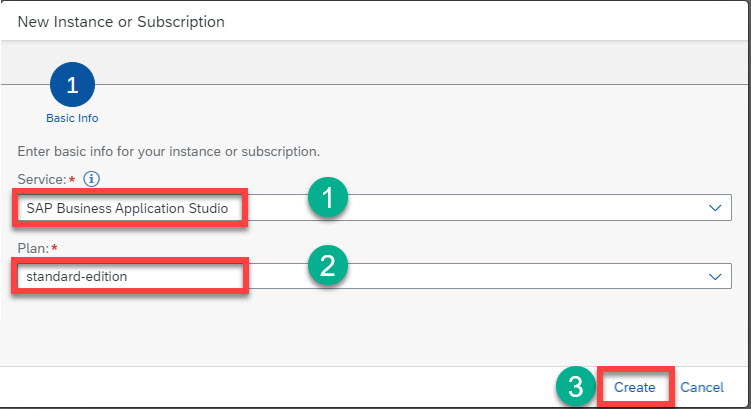 New Instance or Subscription
1
Basic Info
Enter basic info for your instance or subscription.
Service:*
SAP Business Application Studio 1
Plan:*
standard-edition 2
3 Create Cancel